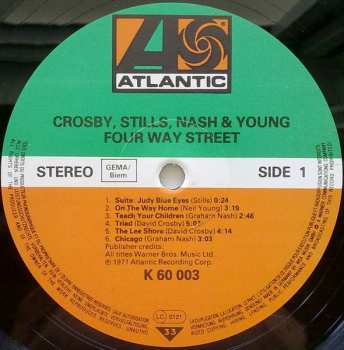 ATLANTIC
CROSBY, STILLS, NASH & YOUNG
FOUR WAY STREET
STEREO
GEMA/
Biem
SIDE 1
1. Suite: Judy Blue Eyes (Stills) 0:24
2. On The Way Home (Neil Young) 3:19
3. Teach Your Children (Graham Nash) 2:46
4. Triad (David Crosby) 5:07
5. The Lee Shore (David Crosby) 4:14
6. Chicago (Graham Nash) 3:03
Publisher credits:
All titles Warner Bros. Music Ltd.
℗ 1971 Atlantic Recording Corp.
K 60 003
LC 0121
33